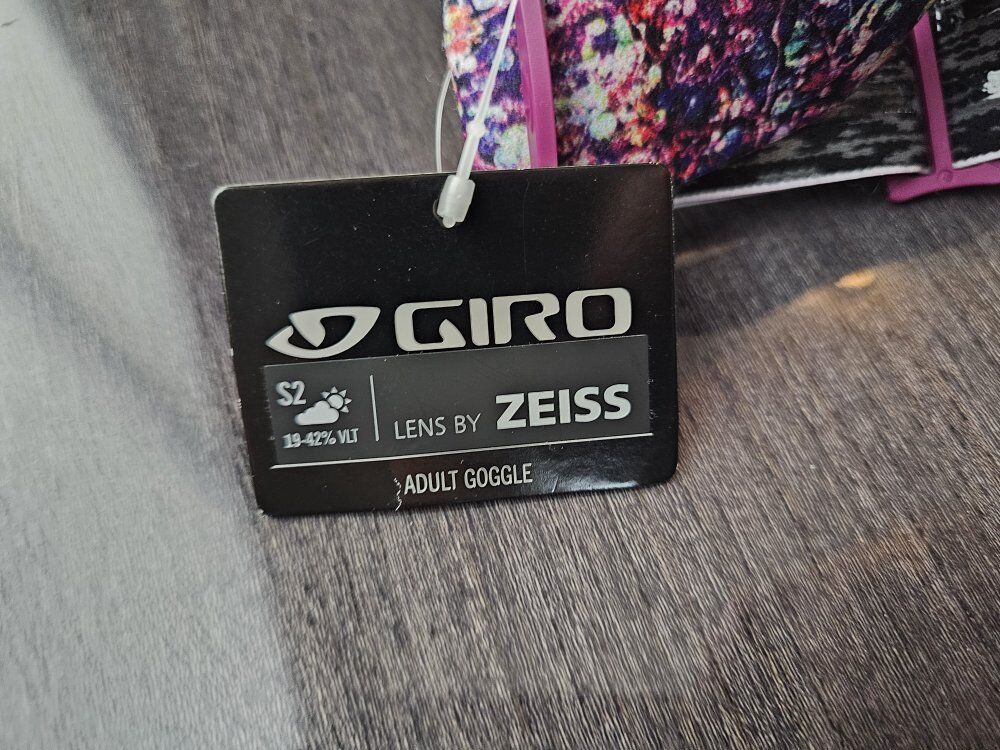 GIRO
S2
19-42% VLT
LENS BY ZEISS
ADULT GOGGLE